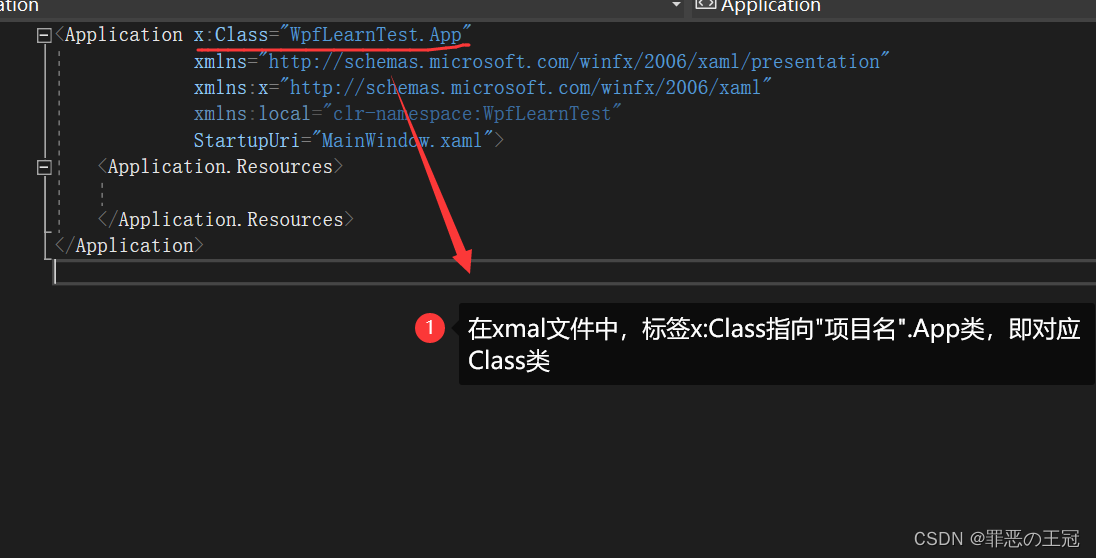 ation
Application
<Application x:Class="WpfLearnTest.App"
xmlns="http://schemas.microsoft.com/winfx/2006/xaml/presentation"
xmlns:x="http://schemas.microsoft.com/winfx/2006/xaml"
xmlns:local="clr-namespace:WpfLearnTest"
StartupUri="MainWindow.xaml">
<Application.Resources>
</Application.Resources>
</Application>
1
在xmal文件中，标签x:Class指向"项目名".App类，即对应
Class类
CSDN @罪恶の王冠